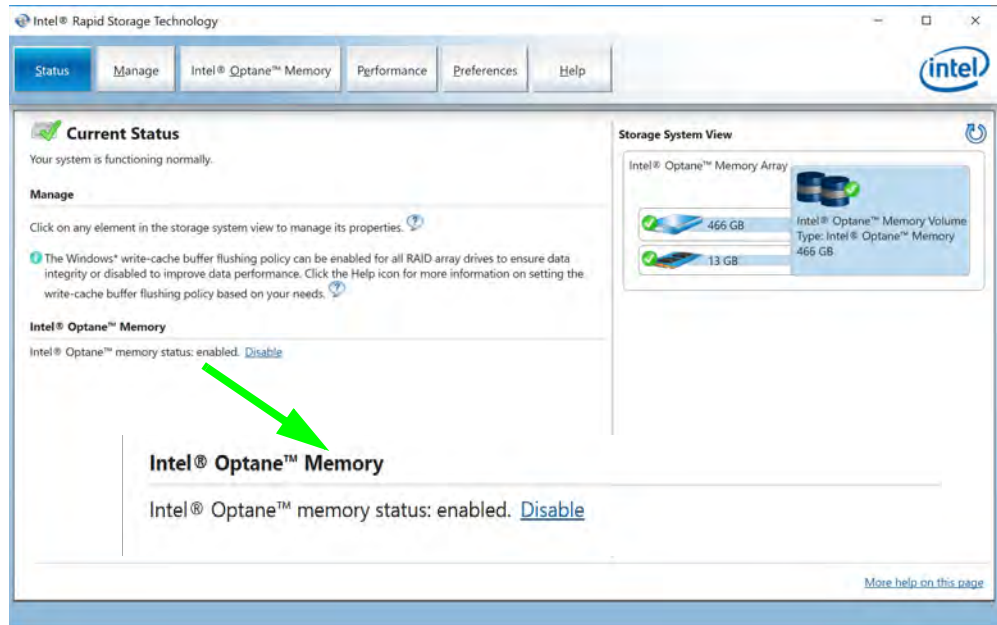 Intel® Rapid Storage Technology
Status
Manage
Intel® Optane™ Memory
Performance
Preferences
Help
intel
Current Status
Your system is functioning normally.
Manage
Click on any element in the storage system view to manage its properties.
The Windows* write-cache buffer flushing policy can be enabled for all RAID array drives to ensure data
integrity or disabled to improve data performance. Click the Help icon for more information on setting the
write-cache buffer flushing policy based on your needs.
Intel® Optane™ Memory
Intel® Optane™ memory status: enabled. Disable
Intel® Optane™ Memory
Intel® Optane™ memory status: enabled. Disable
Storage System View
Intel® Optane™ Memory Array
466 GB
13 GB
Intel® Optane™ Memory Volume
Type: Intel® Optane™ Memory
466 GB
More help on this page